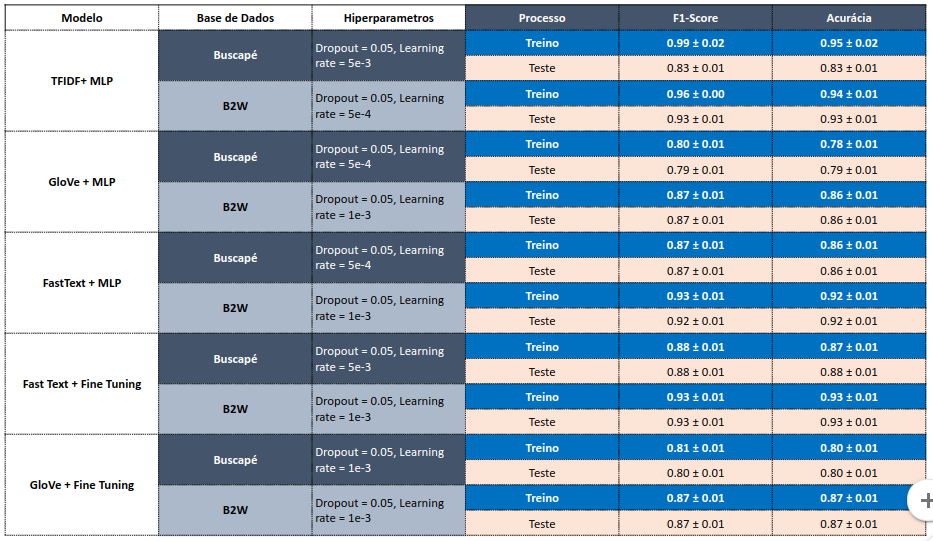 Modelo Base de Dados Hiperparametros Processo F1-Score Acurácia
TFIDF+ MLP
Buscapé
Dropout = 0.05, Learning
rate = 5e-3
Treino 0.99 ± 0.02 0.95 ± 0.02
Teste 0.83 ± 0.01 0.83 ± 0.01
B2W
Dropout = 0.05, Learning
rate = 5e-4
Treino 0.96 ± 0.00 0.94 ± 0.01
Teste 0.93 ± 0.01 0.93 ± 0.01
GloVe + MLP
Buscapé
Dropout = 0.05, Learning
rate = 5e-4
Treino 0.80 ± 0.01 0.78 ± 0.01
Teste 0.79 ± 0.01 0.79 ± 0.01
B2W
Dropout = 0.05, Learning
rate = 1e-3
Treino 0.87 ± 0.01 0.86 ± 0.01
Teste 0.87 ± 0.01 0.86 ± 0.01
FastText + MLP
Buscapé
Dropout = 0.05, Learning
rate = 5e-4
Treino 0.87 ± 0.01 0.86 ± 0.01
Teste 0.87 ± 0.01 0.86 ± 0.01
B2W
Dropout = 0.05, Learning
rate = 1e-3
Treino 0.93 ± 0.01 0.92 ± 0.01
Teste 0.92 ± 0.01 0.92 ± 0.01
Fast Text + Fine Tuning
Buscapé
Dropout = 0.05, Learning
rate = 5e-3
Treino 0.88 ± 0.01 0.87 ± 0.01
Teste 0.88 ± 0.01 0.88 ± 0.01
B2W
Dropout = 0.05, Learning
rate = 1e-3
Treino 0.93 ± 0.01 0.93 ± 0.01
Teste 0.93 ± 0.01 0.93 ± 0.01
GloVe + Fine Tuning
Buscapé
Dropout = 0.05, Learning
rate = 1e-3
Treino 0.81 ± 0.01 0.80 ± 0.01
Teste 0.80 ± 0.01 0.80 ± 0.01
B2W
Dropout = 0.05, Learning
rate = 1e-3
Treino 0.87 ± 0.01 0.87 ± 0.01
Teste 0.87 ± 0.01 0.87 ± 0.01